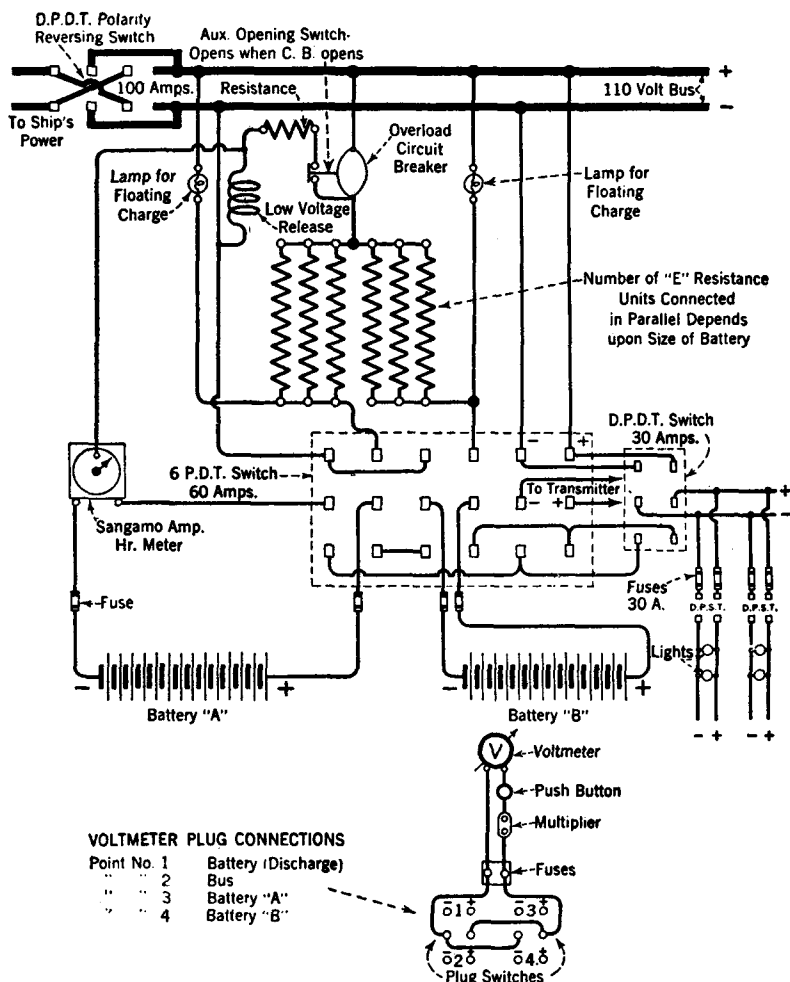 D.P.D.T. Polarity
Reversing Switch
Aux. Opening Switch-
Opens when C. B. opens
+
100 Amps.
Resistance
110 Volt Bus
-
To Ship's
Power
Overload
Circuit
Breaker
Lamp for
Floating
Charge
Low Voltage
Release
Lamp for
Floating
Charge
Number of "E" Resistance
Units Connected
in Parallel Depends
upon Size of Battery
D.P.D.T. Switch
30 Amps.
- +
6 P.D.T. Switch
60 Amps.
To Transmitter
- +
+
-
Sangamo Amp.
Hr. Meter
Fuse
Fuses
30 A.
D.P.S.T. D.P.S.T.
Lights
- +
- +
Battery "A"
Battery "B"
- + - +
V
Voltmeter
Push Button
Multiplier
VOLTMETER PLUG CONNECTIONS
Point No. 1 Battery (Discharge)
" " 2 Bus
" " 3 Battery "A"
" " 4 Battery "B"
Fuses
- 1 + - 3 +
- 2 + - 4 +
Plug Switches